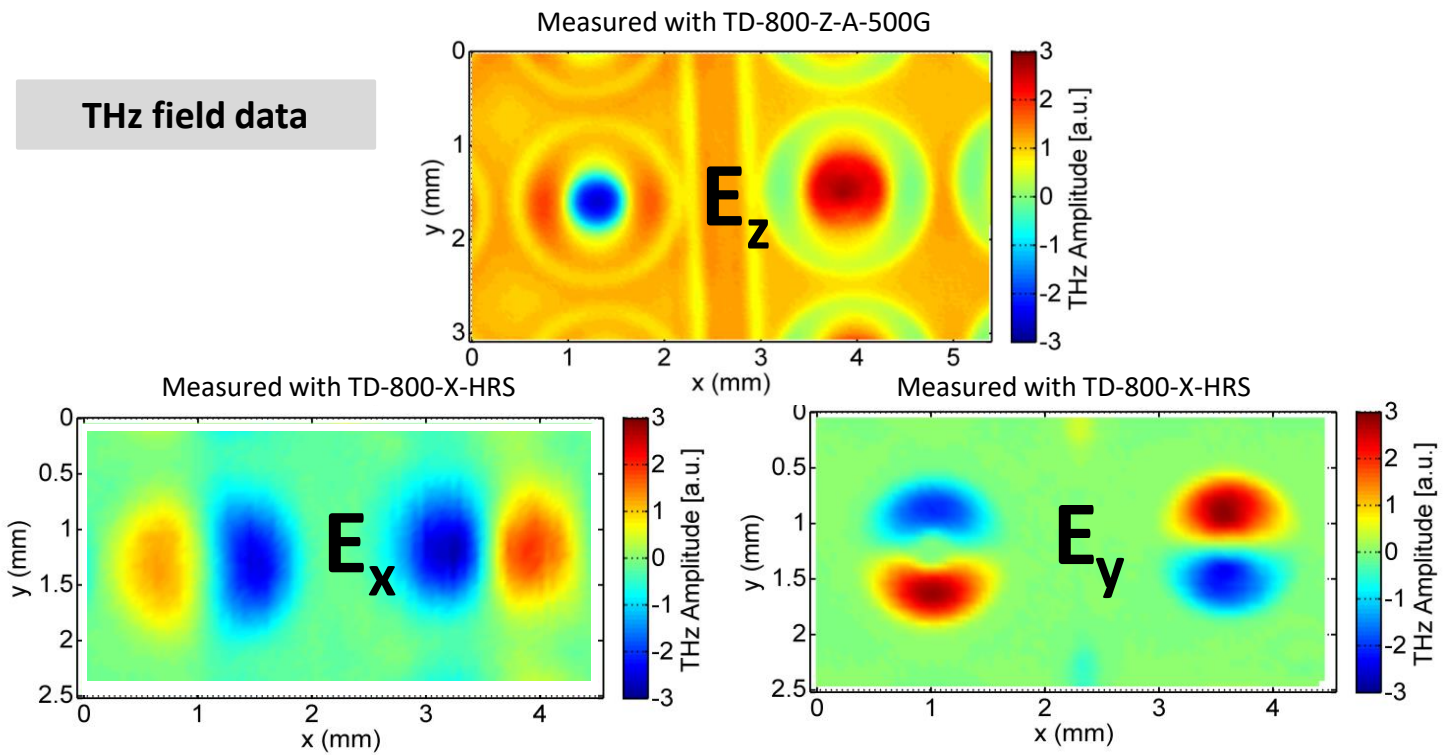 Measured with TD-800-Z-A-500G
THz field data
0
1
2
3
y (mm)
0
1
2
3
4
5
x (mm)
E
z
3
2
1
0
-1
-2
-3
THz Amplitude [a.u.]
Measured with TD-800-X-HRS
0
0.5
1
1.5
2
2.5
y (mm)
0
1
2
3
4
x (mm)
E
x
3
2
1
0
-1
-2
-3
THz Amplitude [a.u.]
Measured with TD-800-X-HRS
0
0.5
1
1.5
2
2.5
y (mm)
0
1
2
3
4
x (mm)
E
y
3
2
1
0
-1
-2
-3
THz Amplitude [a.u.]